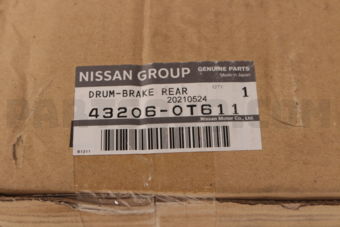 NISSAN GROUP
GENUINE PARTS
Made in Japan
DRUM-BRAKE REAR
QTY
1
20210524
43206-0T611
Nissan Motor Co., Ltd.
B1211